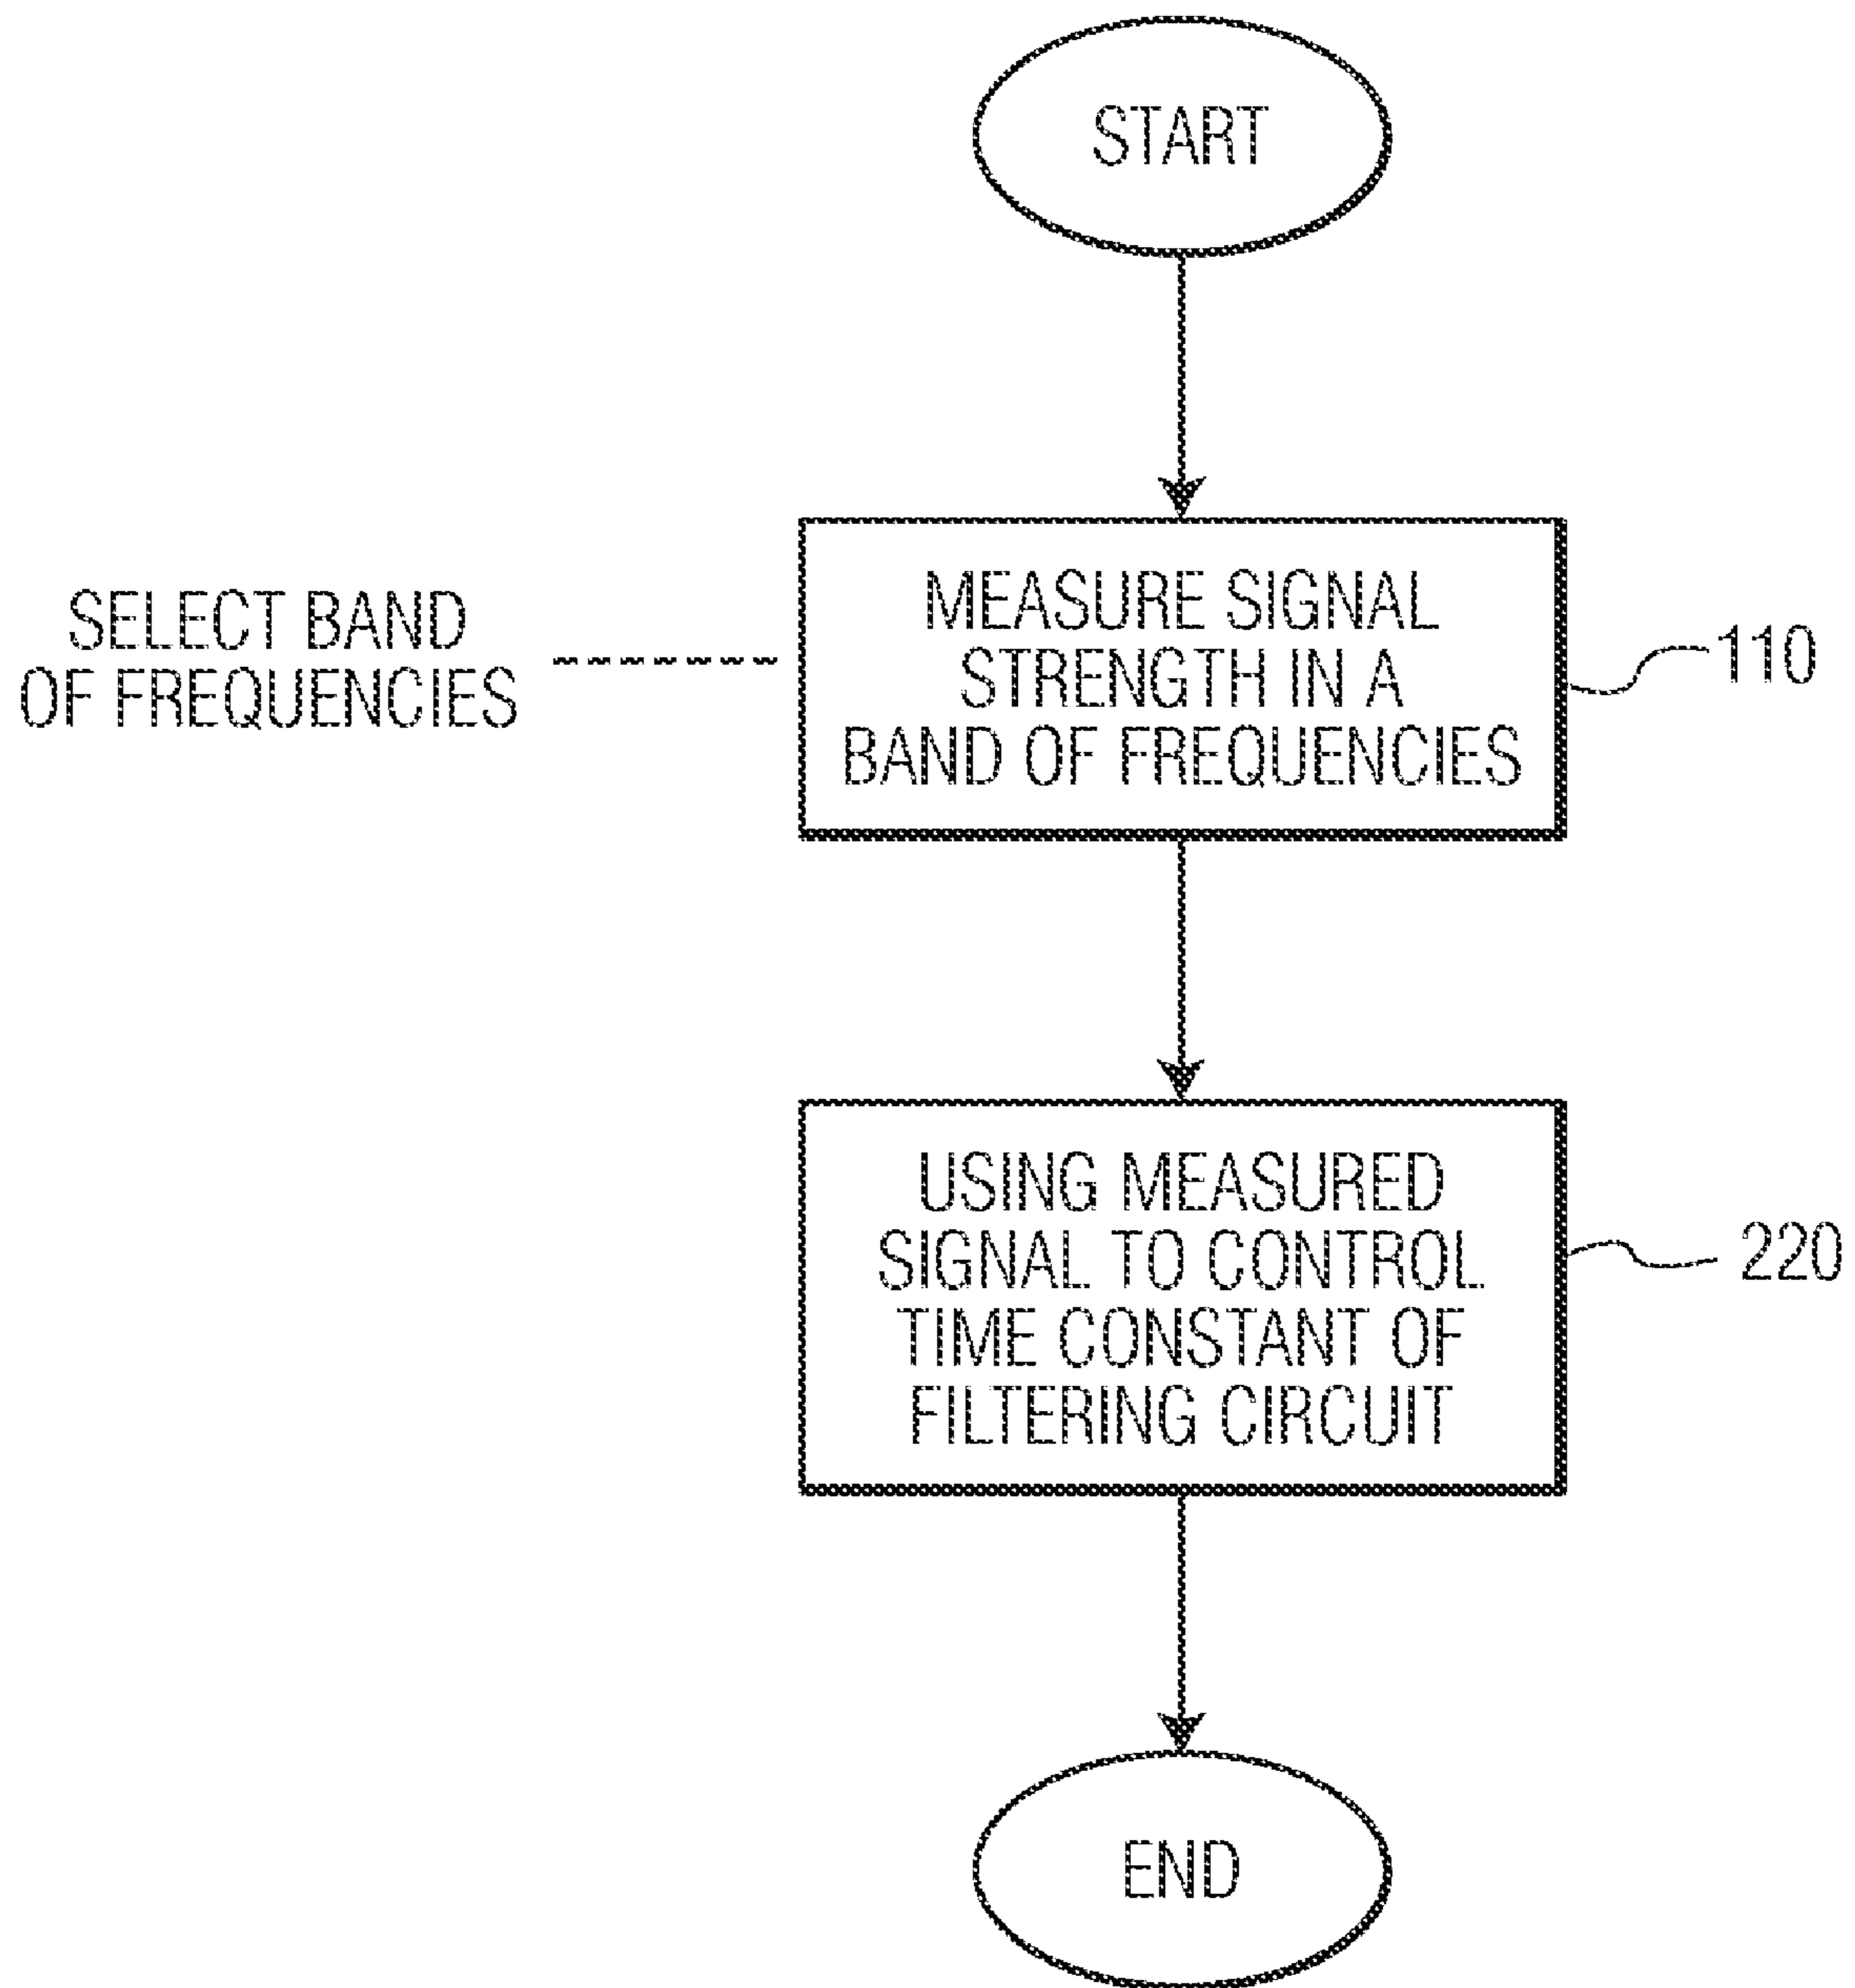 START
SELECT BAND
OF FREQUENCIES
MEASURE SIGNAL
STRENGTH IN A
BAND OF FREQUENCIES
110
USING MEASURED
SIGNAL TO CONTROL
TIME CONSTANT OF
FILTERING CIRCUIT
220
END